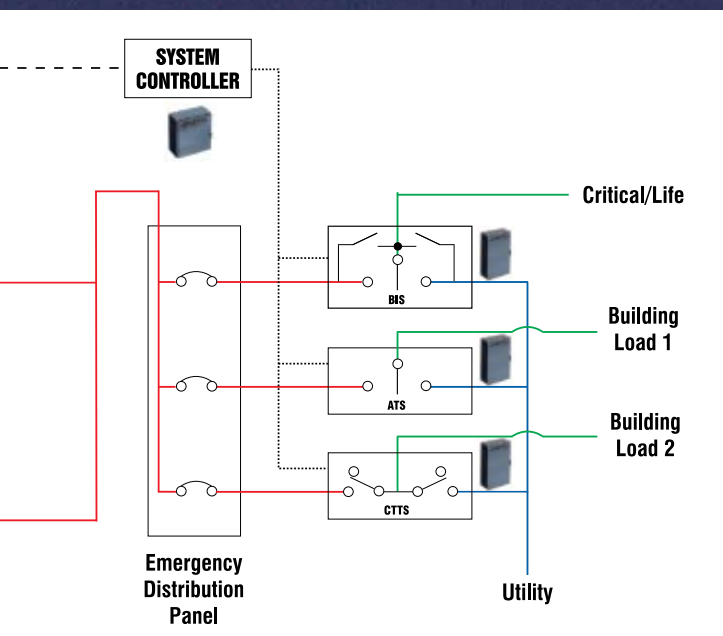 SYSTEM
CONTROLLER
Critical/Life
BIS
Building
Load 1
ATS
Building
Load 2
CTTS
Emergency
Distribution
Panel
Utility